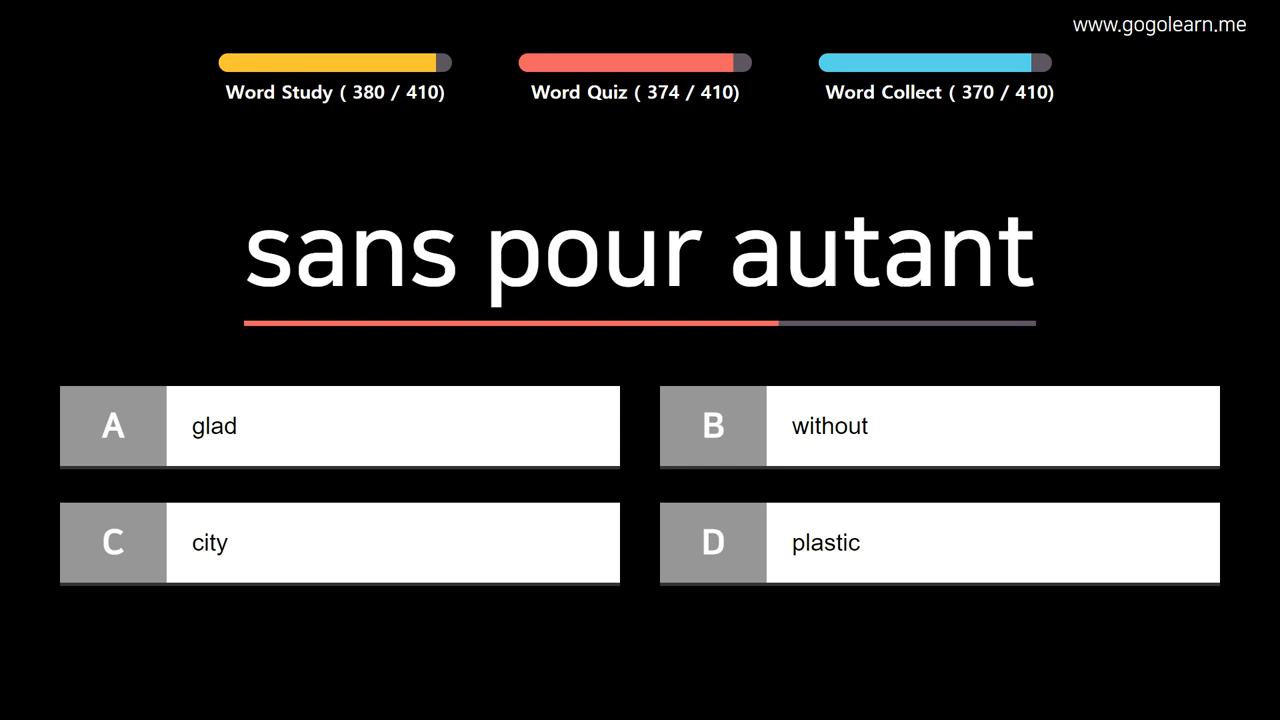 www.gogolearn.me
Word Study ( 380 / 410)
Word Quiz ( 374 / 410)
Word Collect ( 370 / 410)
sans pour autant
A glad
B without
C city
D plastic